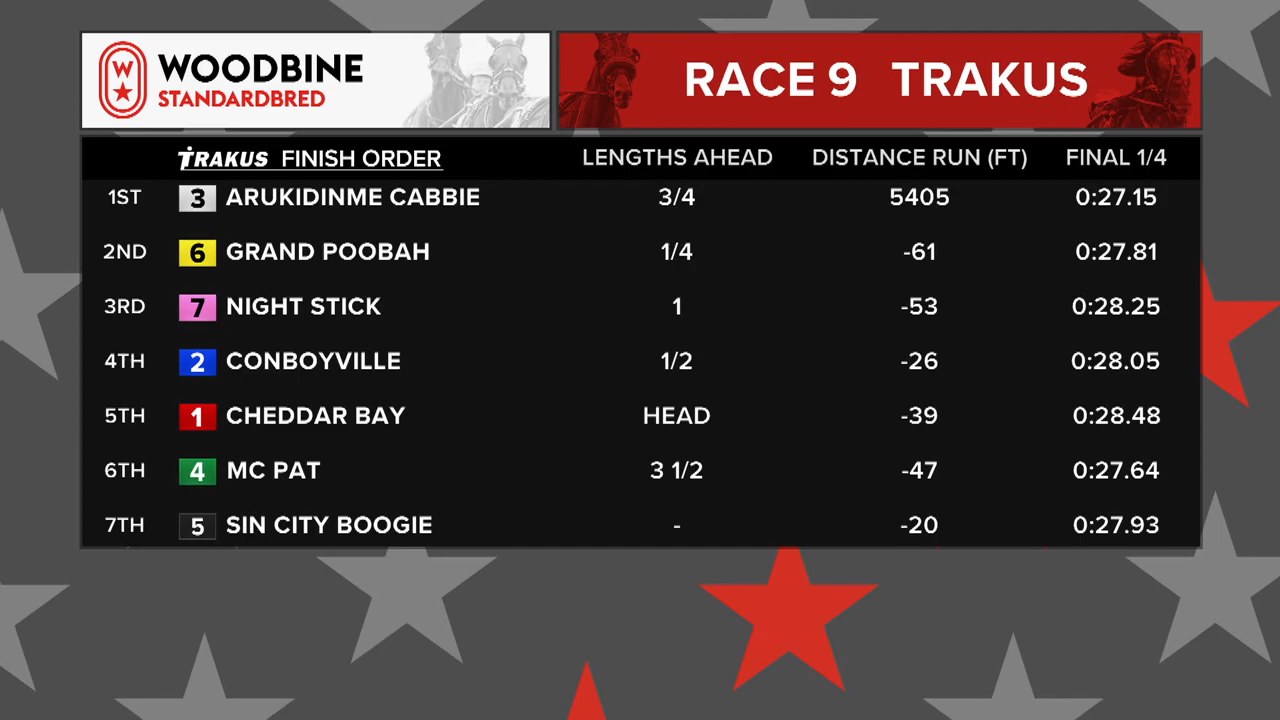 W
WOODBINE
STANDARDBRED
RACE 9 TRAKUS
TRAKUS FINISH ORDER LENGTHS AHEAD DISTANCE RUN (FT) FINAL 1/4
1ST 3 ARUKIDINME CABBIE 3/4 5405 0:27.15
2ND 6 GRAND POOBAH 1/4 -61 0:27.81
3RD 7 NIGHT STICK 1 -53 0:28.25
4TH 2 CONBOYVILLE 1/2 -26 0:28.05
5TH 1 CHEDDAR BAY HEAD -39 0:28.48
6TH 4 MC PAT 3 1/2 -47 0:27.64
7TH 5 SIN CITY BOOGIE - -20 0:27.93